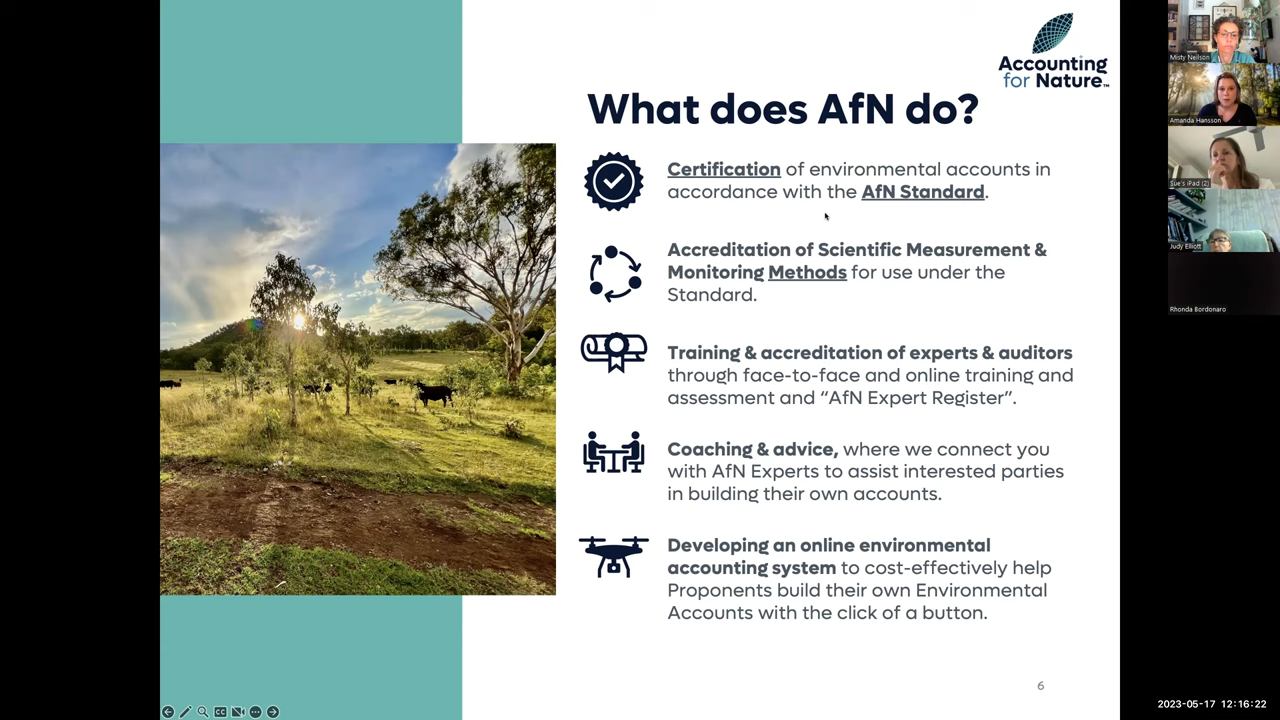 Accounting
for Nature™
What does AfN do?
Certification of environmental accounts in
accordance with the AfN Standard.
Accreditation of Scientific Measurement &
Monitoring Methods for use under the
Standard.
Training & accreditation of experts & auditors
through face-to-face and online training and
assessment and “AfN Expert Register”.
Coaching & advice, where we connect you
with AfN Experts to assist interested parties
in building their own accounts.
Developing an online environmental
accounting system to cost-effectively help
Proponents build their own Environmental
Accounts with the click of a button.
6
CC
Misty Neilson
Amanda Hansson
Sue's iPad (2)
Judy Elliott
Rhonda Bordonaro
2023-05-17 12:16:22